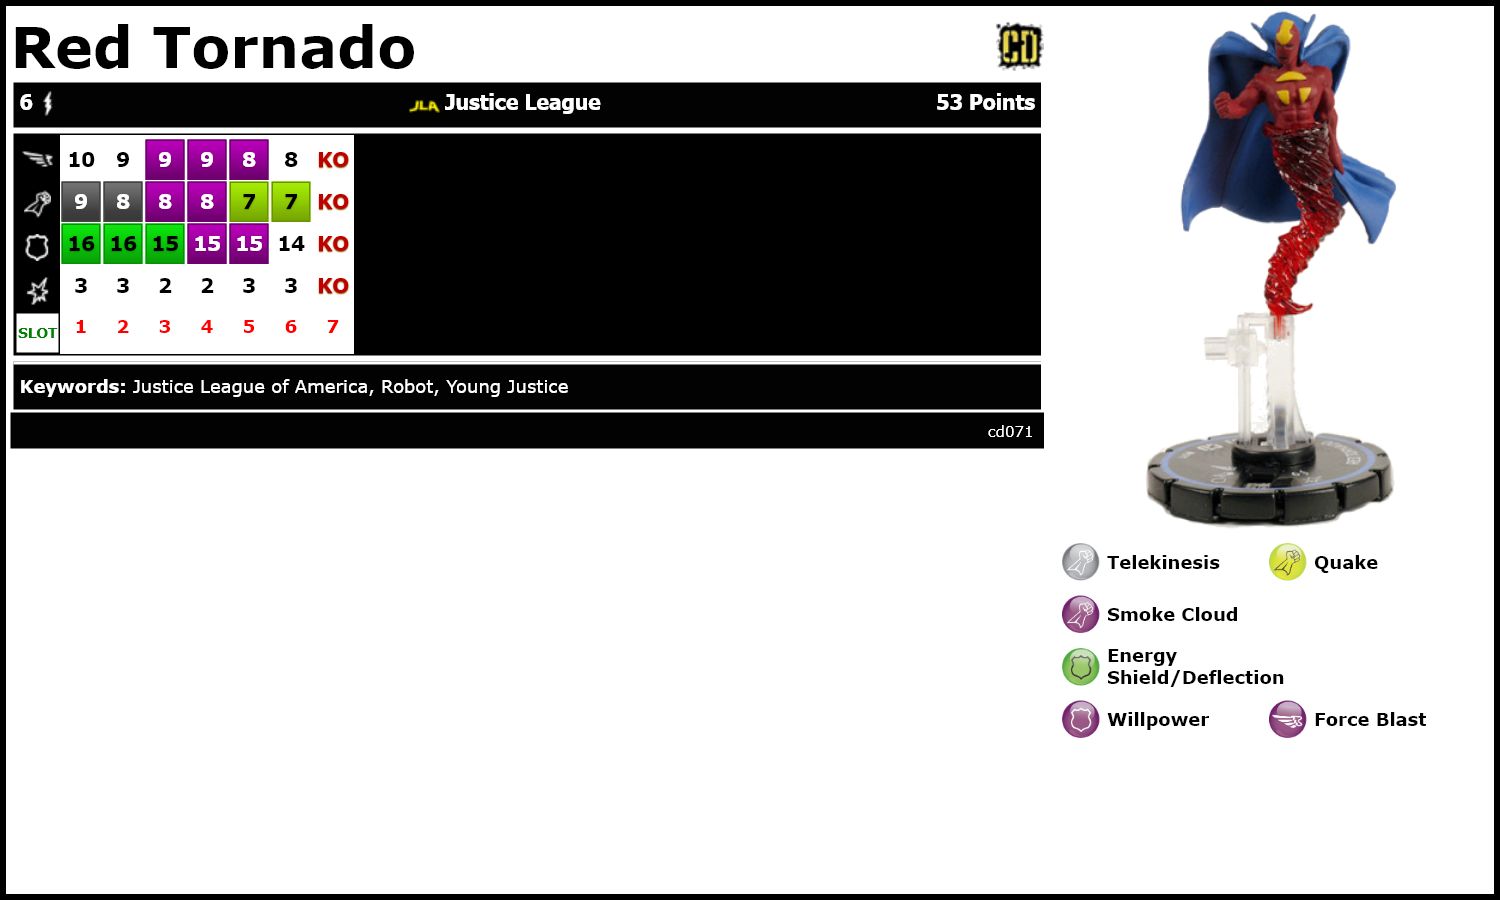 Red Tornado
CD
6 JLA Justice League 53 Points
10 9 9 9 8 8 KO
9 8 8 8 7 7 KO
16 16 15 15 15 14 KO
3 3 2 2 3 3 KO
SLOT 1 2 3 4 5 6 7
Keywords: Justice League of America, Robot, Young Justice
cd071
Telekinesis Quake
Smoke Cloud
Energy
Shield/Deflection
Willpower Force Blast